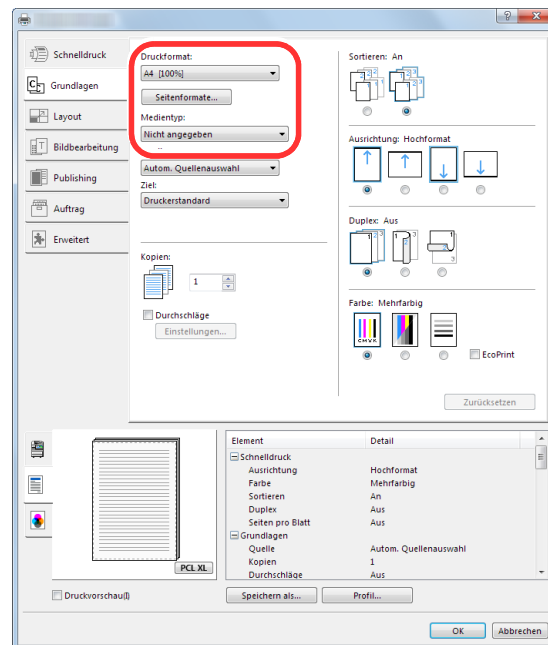 Schnelldruck
Grundlagen
Layout
Bildbearbeitung
Publishing
Auftrag
Erweitert
Druckformat:
A4 [100%]
Seitenformate...
Medientyp:
Nicht angegeben
Autom. Quellenauswahl
Ziel:
Druckerstandard
Kopien:
1
Durchschläge
Einstellungen...
Sortieren: An
Ausrichtung: Hochformat
Duplex: Aus
Farbe: Mehrfarbig
CMYK
EcoPrint
Zurücksetzen
PCL XL
Druckvorschau(l)
Element Detail
Schnelldruck
Ausrichtung Hochformat
Farbe Mehrfarbig
Sortieren An
Duplex Aus
Seiten pro Blatt Aus
Grundlagen
Quelle Autom. Quellenauswahl
Kopien 1
Durchschläge Aus
Speichern als... Profil...
OK Abbrechen